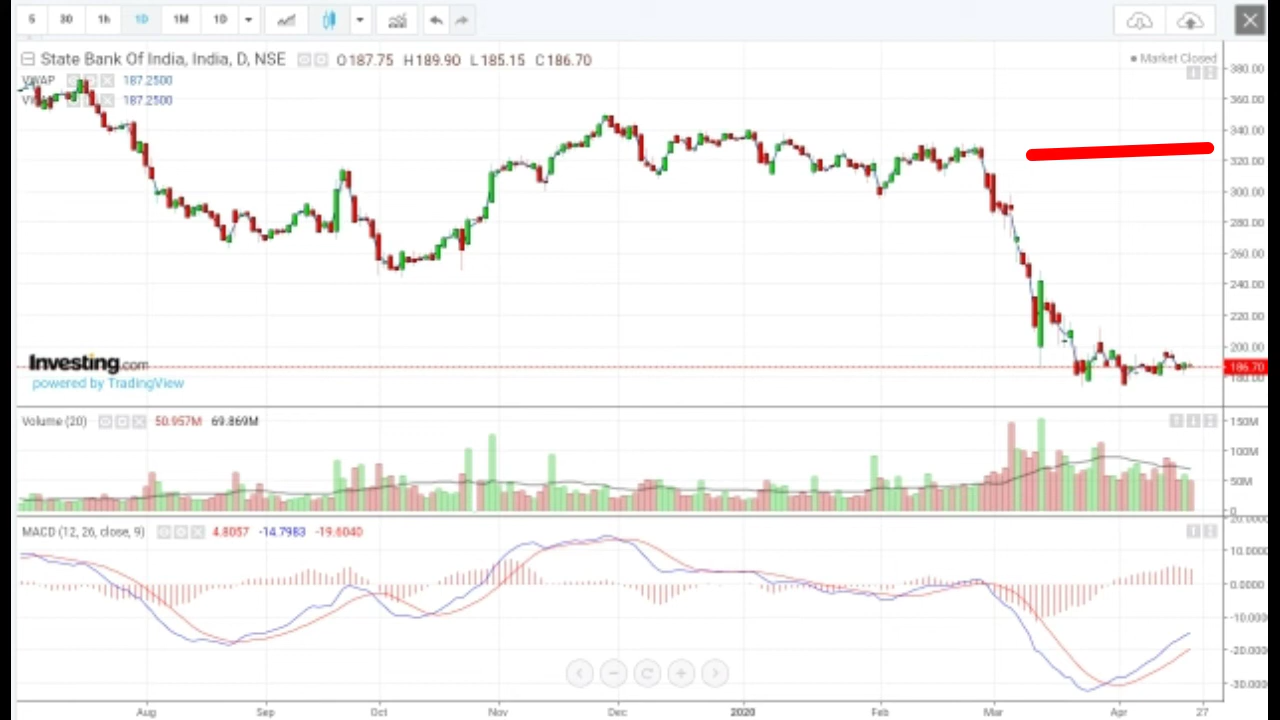 5 30 1h 1D 1M 1D
State Bank Of India, India, D, NSE O187.75 H189.90 L185.15 C186.70
Market Closed
VWAP 187.2500
187.2500
380.00
360.00
340.00
320.00
300.00
280.00
260.00
240.00
220.00
200.00
186.70
180.00
Investing.com
powered by TradingView
Volume (20) 50.957M 69.869M
150M
100M
50M
0
MACD (12, 26, close, 9) 4.8057 -14.7983 -19.6040
20.0000
10.0000
0.0000
-10.0000
-20.0000
-30.0000
Aug Sep Oct Nov Dec 2020 Feb Mar Apr 27